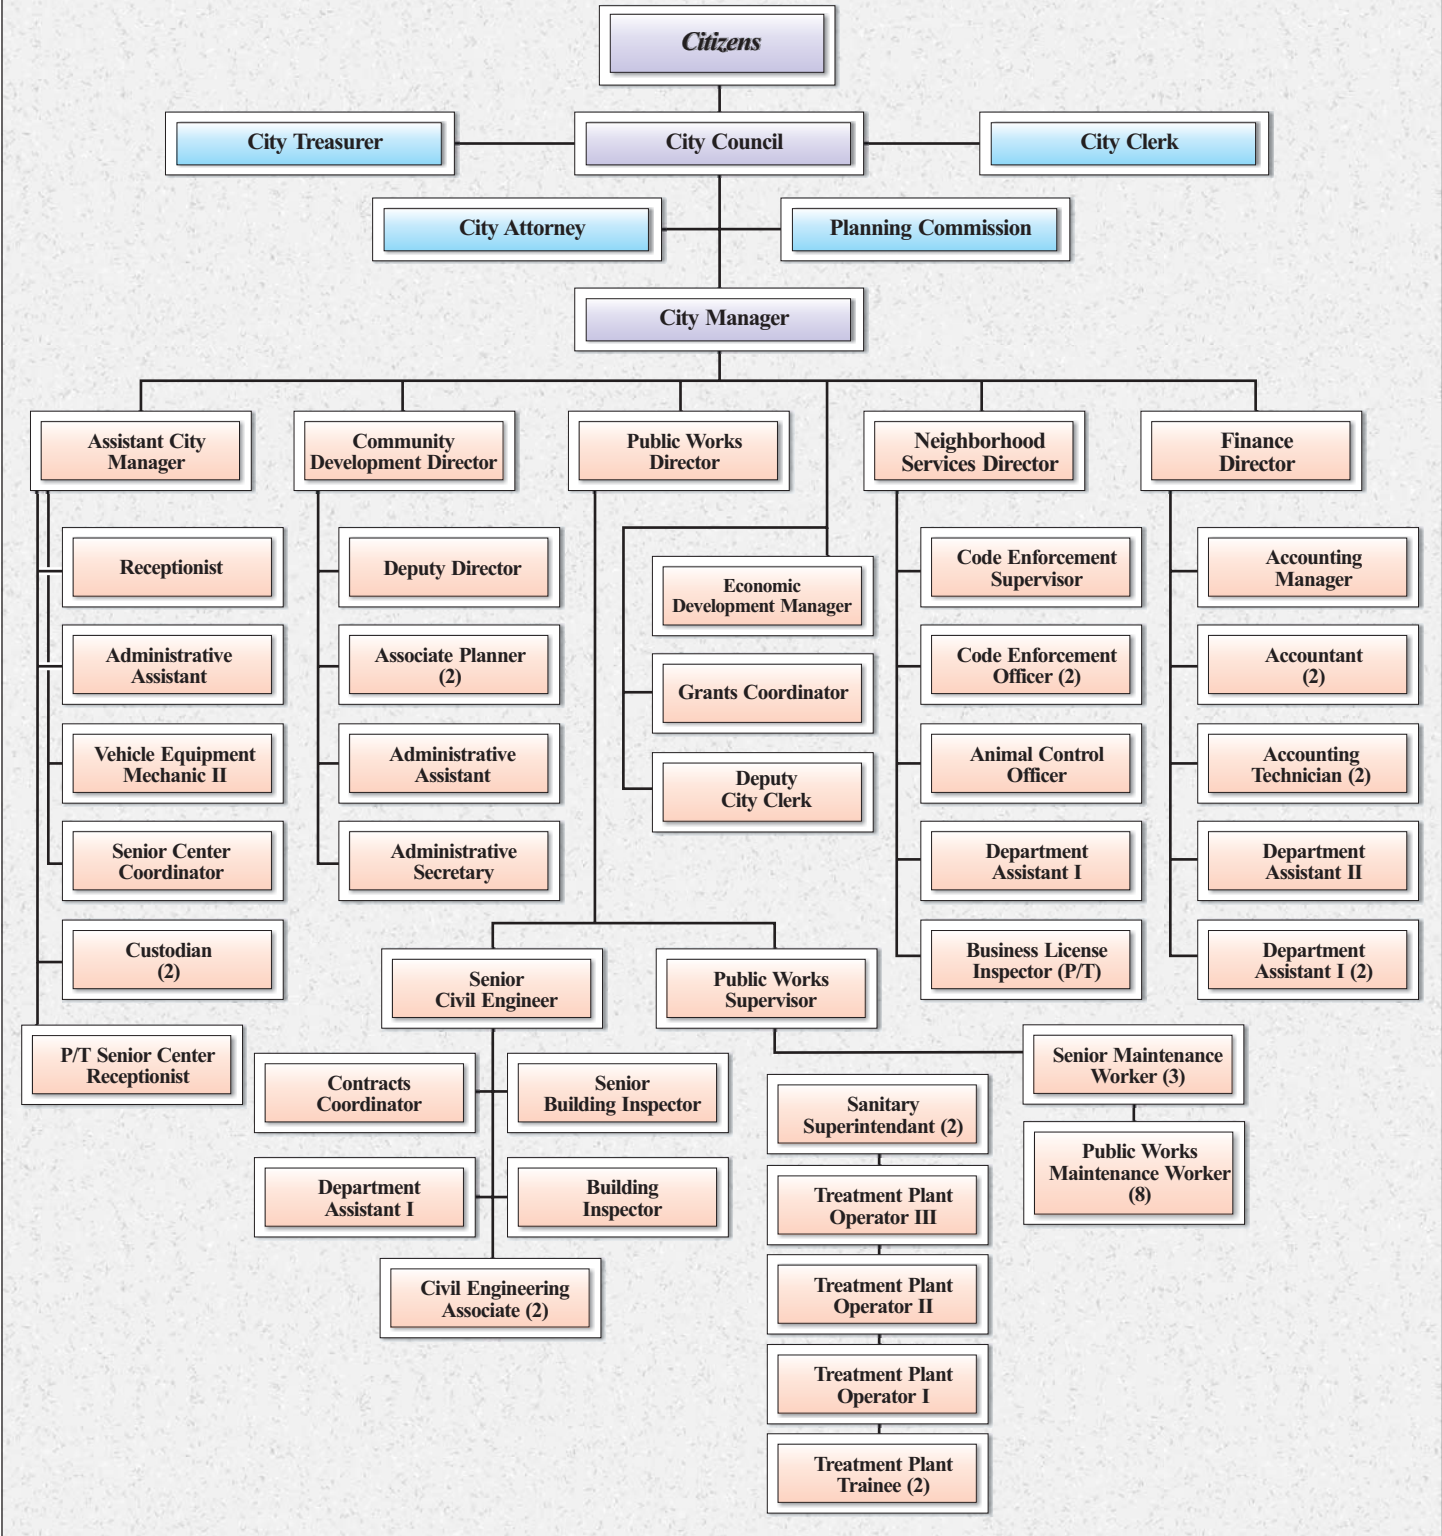 Citizens
City Treasurer
City Council
City Clerk
City Attorney
Planning Commission
City Manager
Assistant City
Manager
Receptionist
Administrative
Assistant
Vehicle Equipment
Mechanic II
Senior Center
Coordinator
Custodian
(2)
P/T Senior Center
Receptionist
Community
Development Director
Deputy Director
Associate Planner
(2)
Administrative
Assistant
Administrative
Secretary
Public Works
Director
Senior
Civil Engineer
Contracts
Coordinator
Senior
Building Inspector
Department
Assistant I
Building
Inspector
Civil Engineering
Associate (2)
Public Works
Supervisor
Senior Maintenance
Worker (3)
Public Works
Maintenance Worker
(8)
Sanitary
Superintendant (2)
Treatment Plant
Operator III
Treatment Plant
Operator II
Treatment Plant
Operator I
Treatment Plant
Trainee (2)
Economic
Development Manager
Grants Coordinator
Deputy
City Clerk
Neighborhood
Services Director
Code Enforcement
Supervisor
Code Enforcement
Officer (2)
Animal Control
Officer
Department
Assistant I
Business License
Inspector (P/T)
Finance
Director
Accounting
Manager
Accountant
(2)
Accounting
Technician (2)
Department
Assistant II
Department
Assistant I (2)